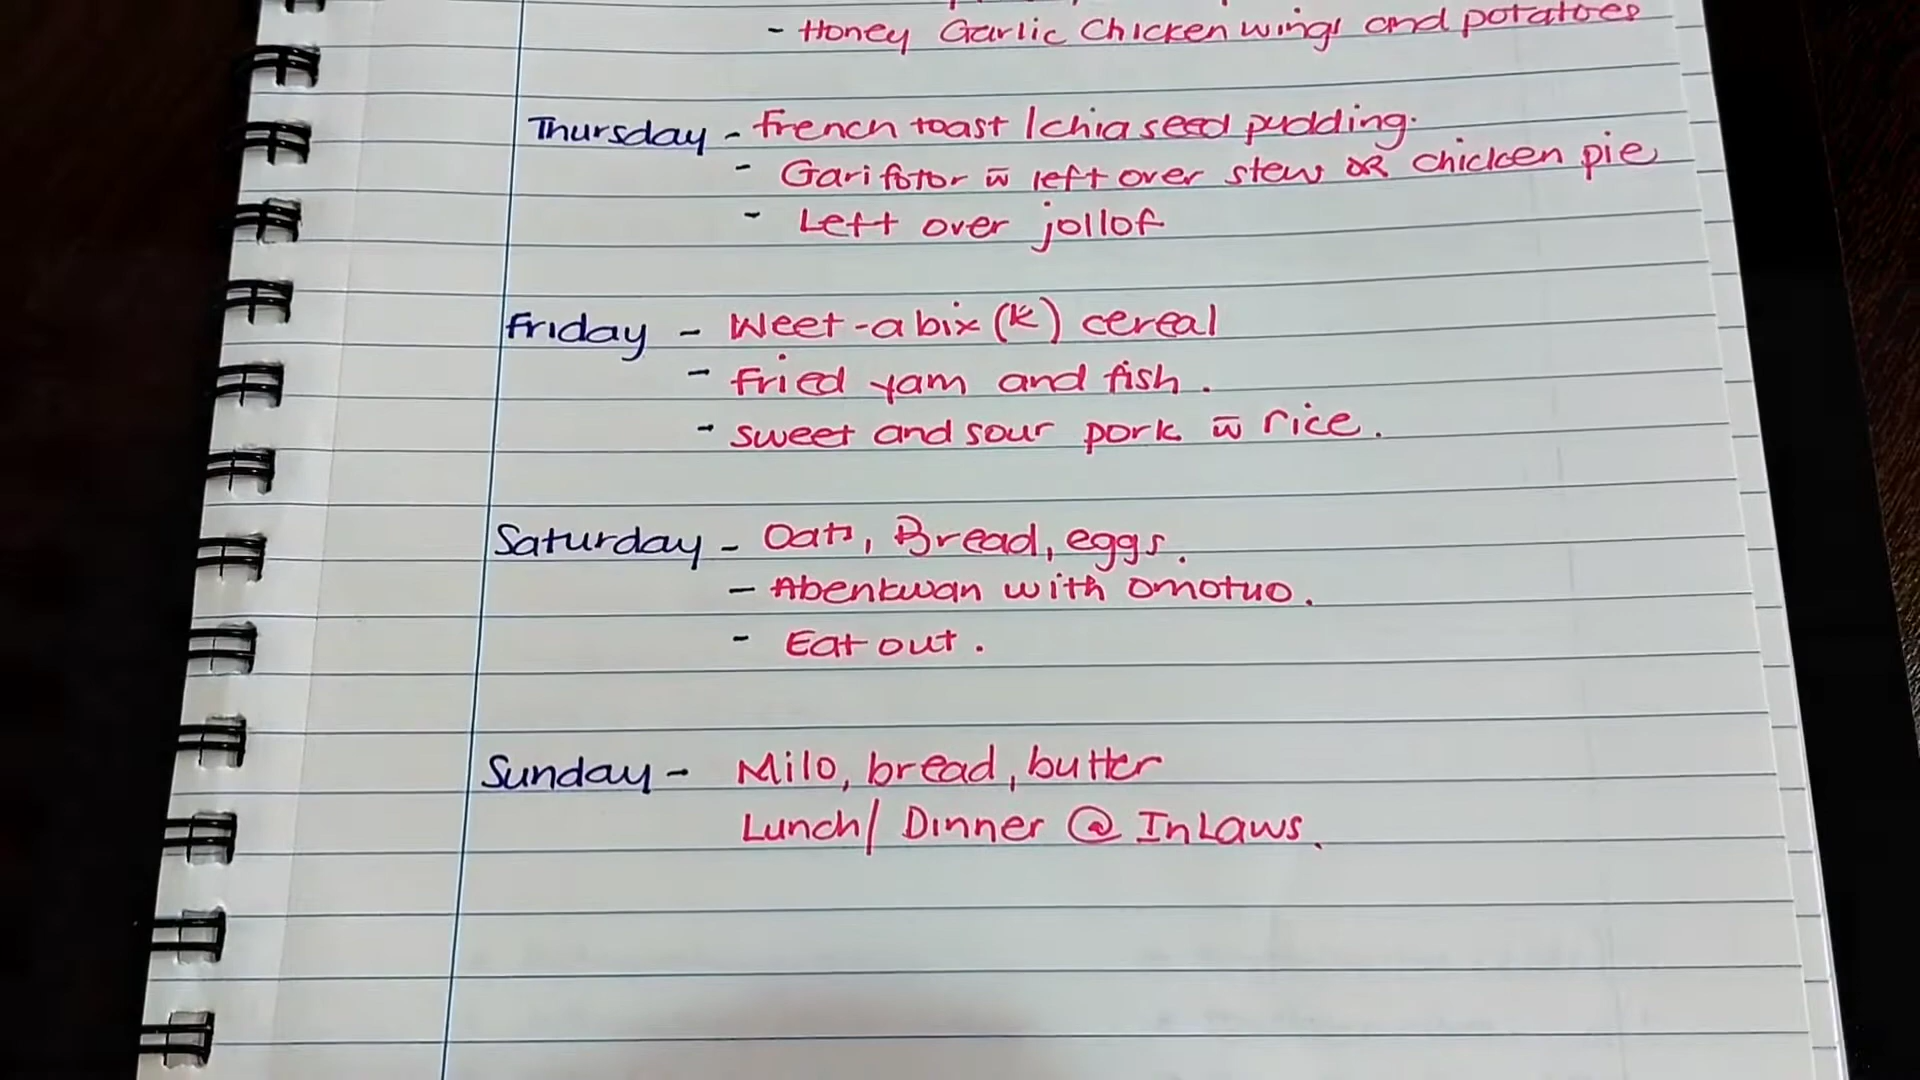 - Honey Garlic Chicken wings and potatoes
Thursday - French toast / chia seed pudding.
- Gari fotor w̄ left over stew OR chicken pie
- Left over jollof
Friday - Weet-a bix (K) cereal
- Fried yam and fish.
- sweet and sour pork w̄ rice.
Saturday - Oats, Bread, eggs.
- Abenkwan with omotuo.
- Eat out.
Sunday - Milo, bread, butter
Lunch/ Dinner @ InLaws.